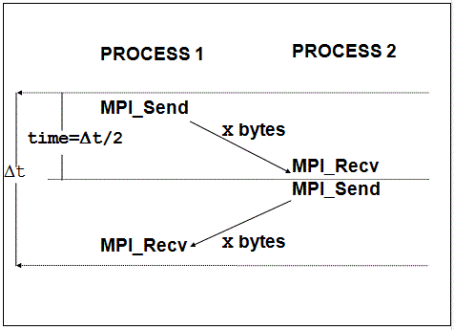 PROCESS 1
PROCESS 2
MPI_Send
x bytes
time=Δt/2
MPI_Recv
Δt
MPI_Send
MPI_Recv
x bytes